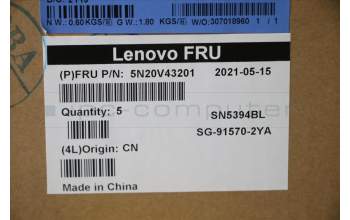 N W.: 0.60 KGS/ G W.: 1.80 KGS/ W/O:307018960 1 / 1
Lenovo FRU
(P)FRU P/N: 5N20V43201 2021-05-15
Quantity: 5 SN5394BL
SG-91570-2YA
(4L)Origin: CN
Made in China